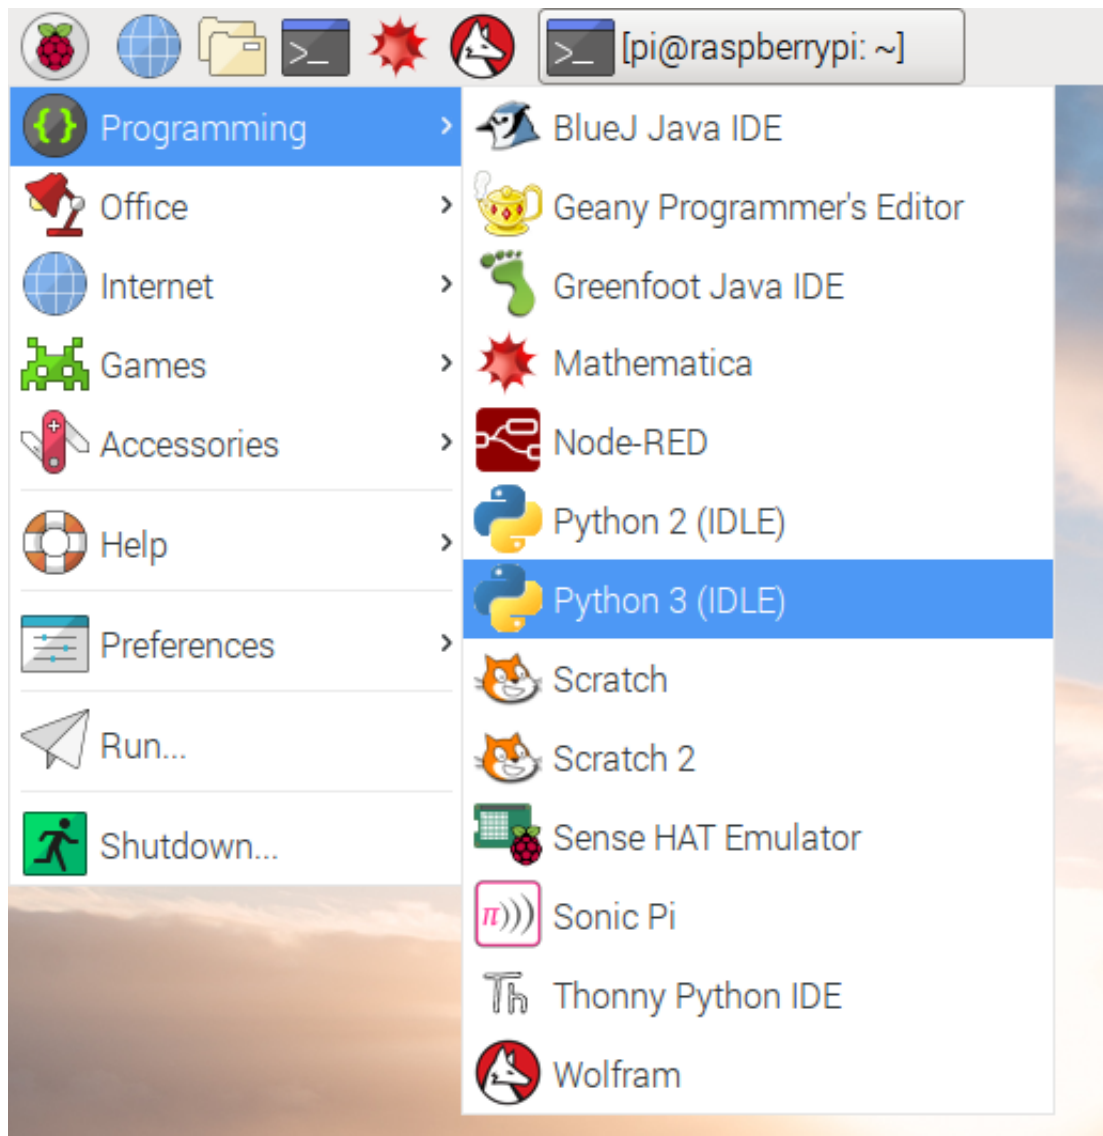 [pi@raspberrypi: ~]
Programming
Office
Internet
Games
Accessories
Help
Preferences
Run...
Shutdown...
BlueJ Java IDE
Geany Programmer's Editor
Greenfoot Java IDE
Mathematica
Node-RED
Python 2 (IDLE)
Python 3 (IDLE)
Scratch
Scratch 2
Sense HAT Emulator
π)))
Sonic Pi
Th
Thonny Python IDE
Wolfram